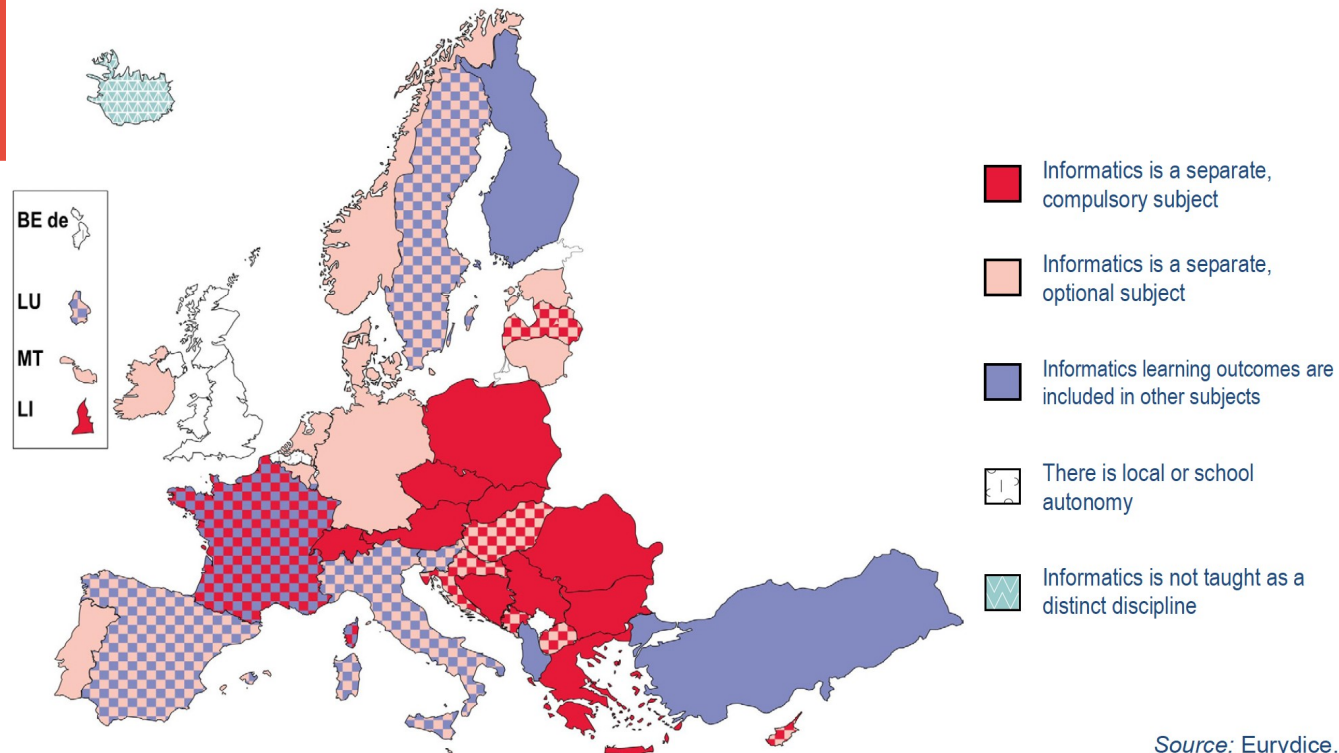 BE de
LU
MT
LI
Informatics is a separate,
compulsory subject
Informatics is a separate,
optional subject
Informatics learning outcomes are
included in other subjects
There is local or school
autonomy
Informatics is not taught as a
distinct discipline
Source: Eurydice.